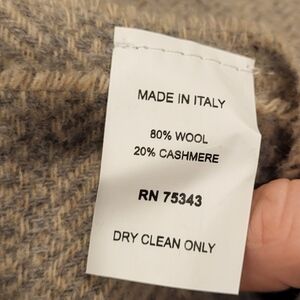 MADE IN ITALY
80% WOOL
20% CASHMERE
RN 75343
DRY CLEAN ONLY